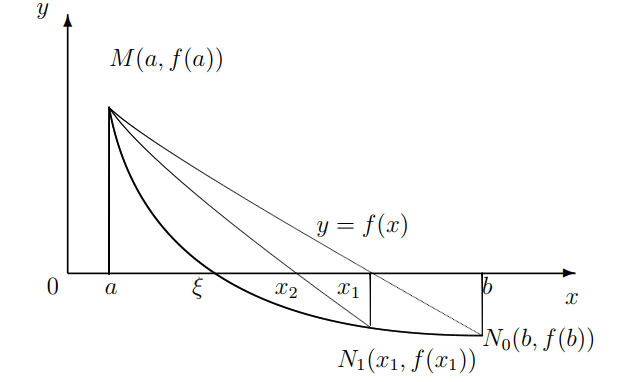 y
M(a, f(a))
y = f(x)
0
a
ξ
x₂
x₁
b
x
N₀(b, f(b))
N₁(x₁, f(x₁))